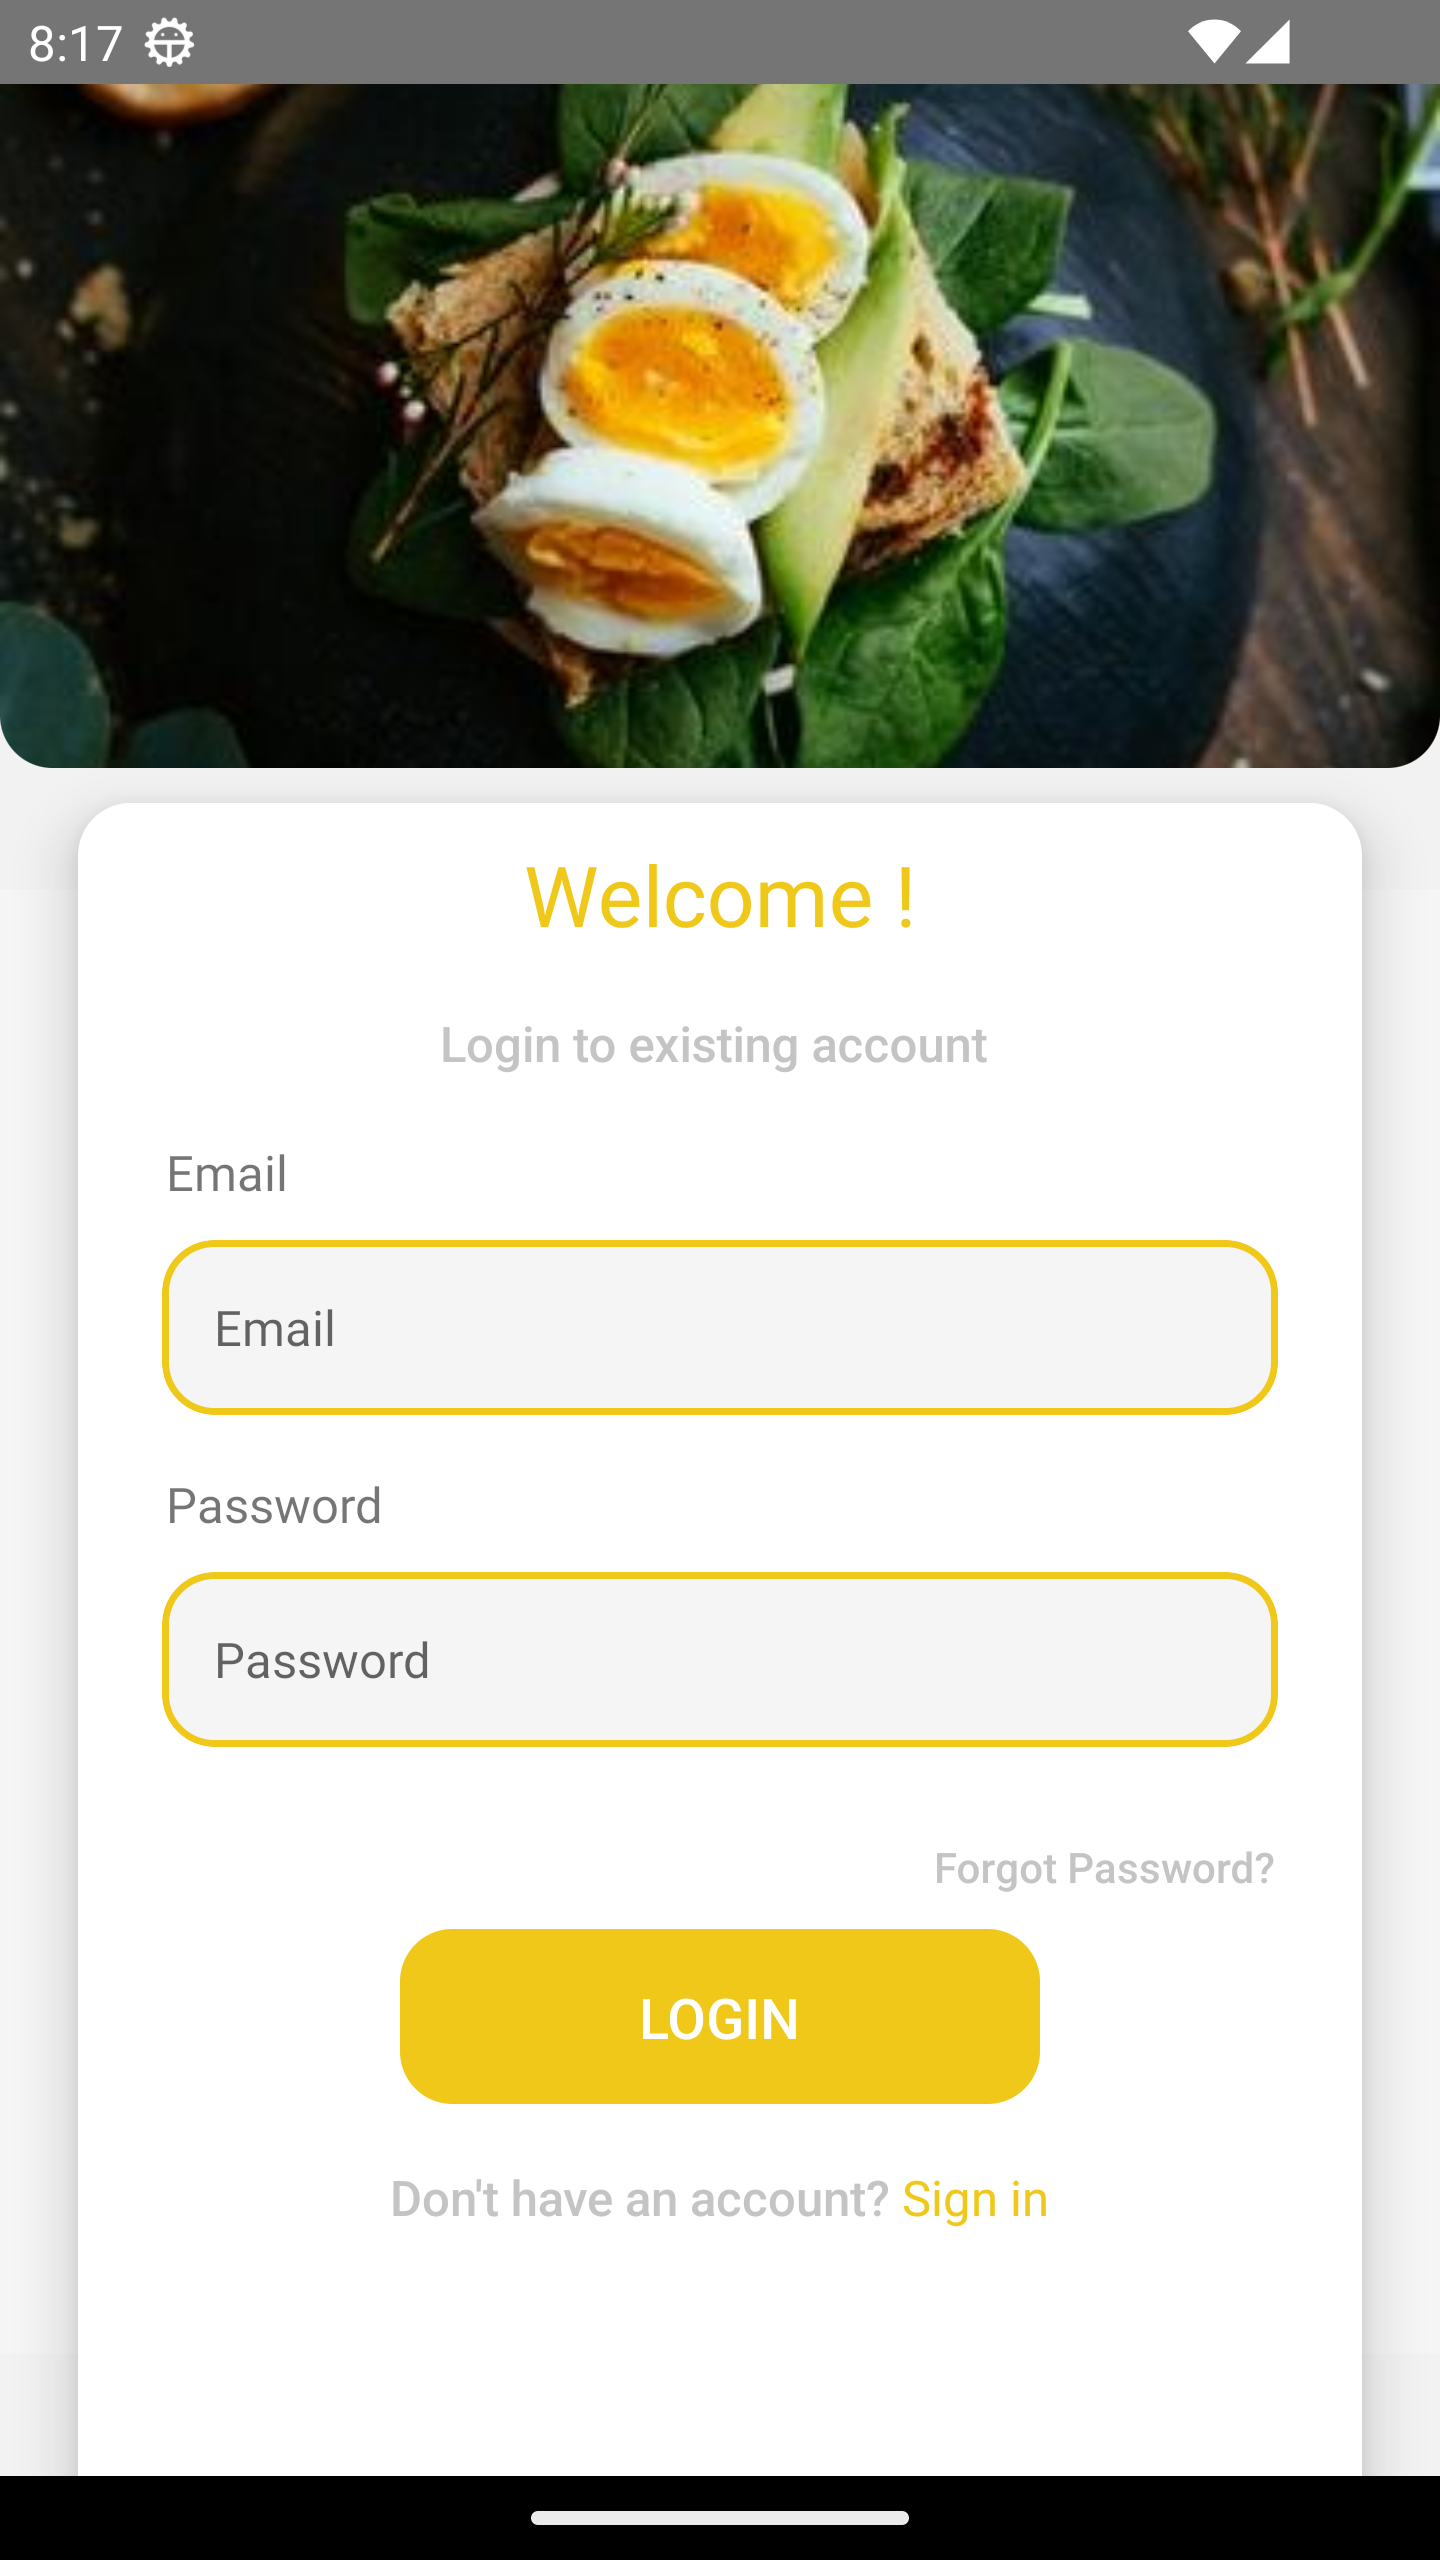 8:17
Welcome !
Login to existing account
Email
Email
Password
Password
Forgot Password?
LOGIN
Don't have an account? Sign in